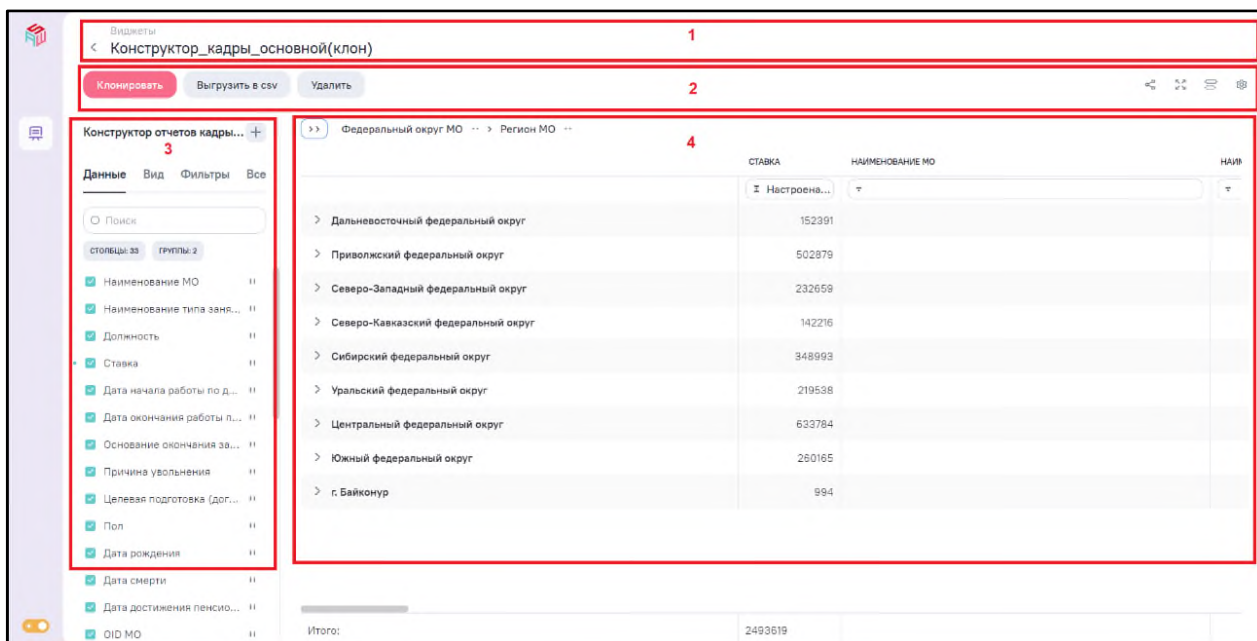 Виджеты
1
< Конструктор_кадры_основной(клон)
Клонировать Выгрузить в csv Удалить
2
Конструктор отчетов кадры... +
3
Данные Вид Фильтры Все
Поиск
СТОЛБЦЫ: 33 ГРУППЫ: 2
Наименование МО
Наименование типа заня...
Должность
Ставка
Дата начала работы по д...
Дата окончания работы п...
Основание окончания за...
Причина увольнения
Целевая подготовка (дог...
Пол
Дата рождения
Дата смерти
Дата достижения пенсио...
OID МО
>> Федеральный округ МО > Регион МО
4
СТАВКА НАИМЕНОВАНИЕ МО НАИМ
Σ Настроена...
> Дальневосточный федеральный округ 152391
> Приволжский федеральный округ 502879
> Северо-Западный федеральный округ 232659
> Северо-Кавказский федеральный округ 142216
> Сибирский федеральный округ 348993
> Уральский федеральный округ 219538
> Центральный федеральный округ 633784
> Южный федеральный округ 260165
> г. Байконур 994
Итого: 2493619